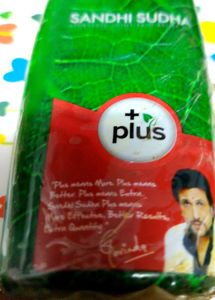 SANDHI SUDHA
+
plus
"Plus means More, Plus means
Better, Plus means Extra,
Sandhi Sudha Plus means
More Effective, Better Results,
Extra Quantity"
Govinda